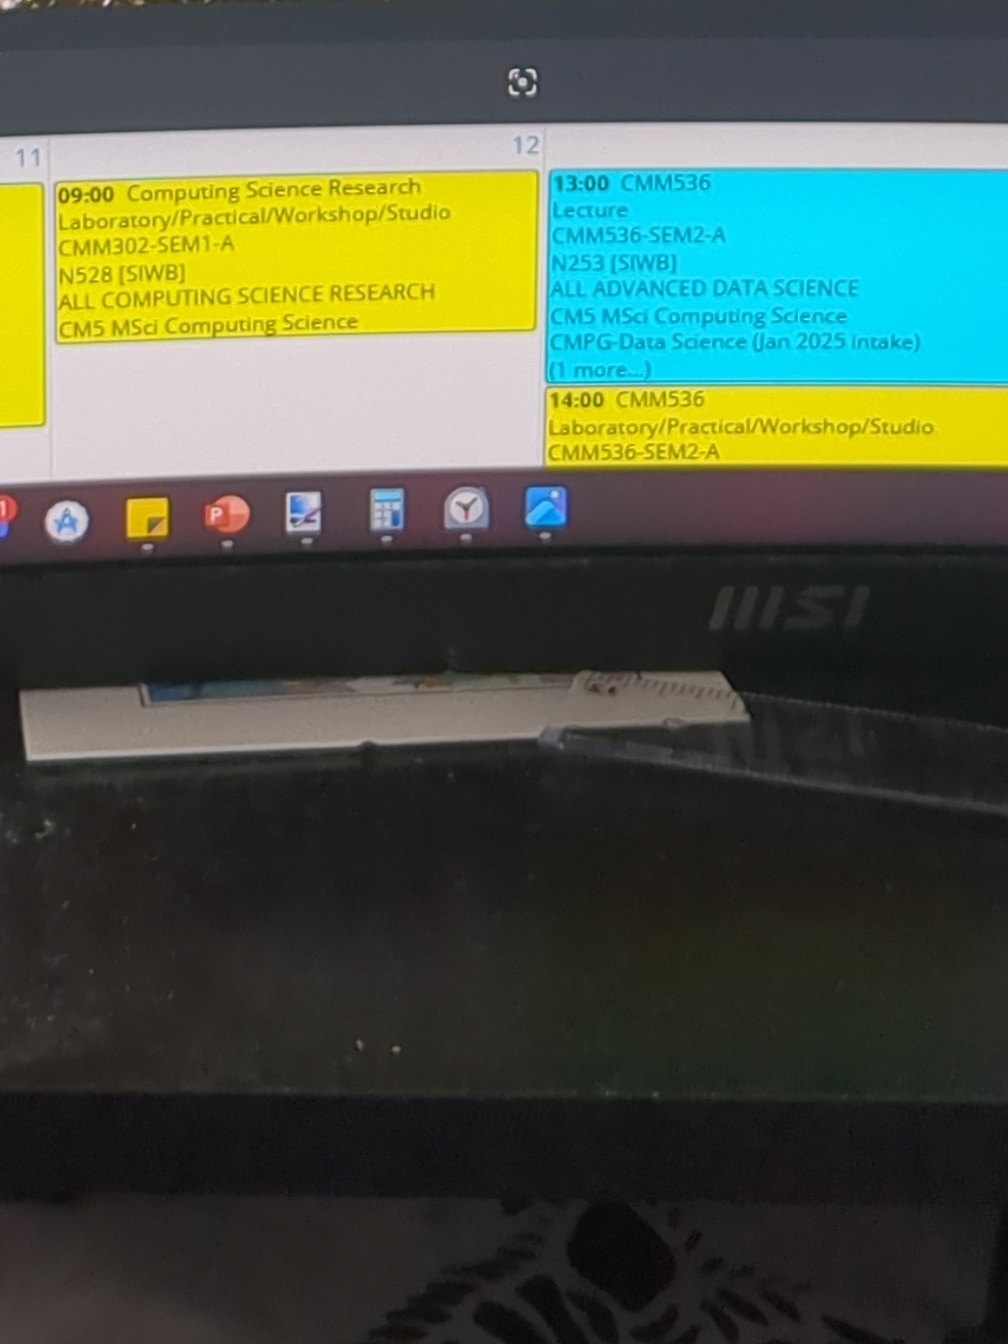 11
12
09:00 Computing Science Research
Laboratory/Practical/Workshop/Studio
CMM302-SEM1-A
N528 [SIWB]
ALL COMPUTING SCIENCE RESEARCH
CM5 MSci Computing Science
13:00 CMM536
Lecture
CMM536-SEM2-A
N253 [SIWB]
ALL ADVANCED DATA SCIENCE
CM5 MSci Computing Science
CMPG-Data Science (Jan 2025 intake)
(1 more...)
14:00 CMM536
Laboratory/Practical/Workshop/Studio
CMM536-SEM2-A
1
P
MSI